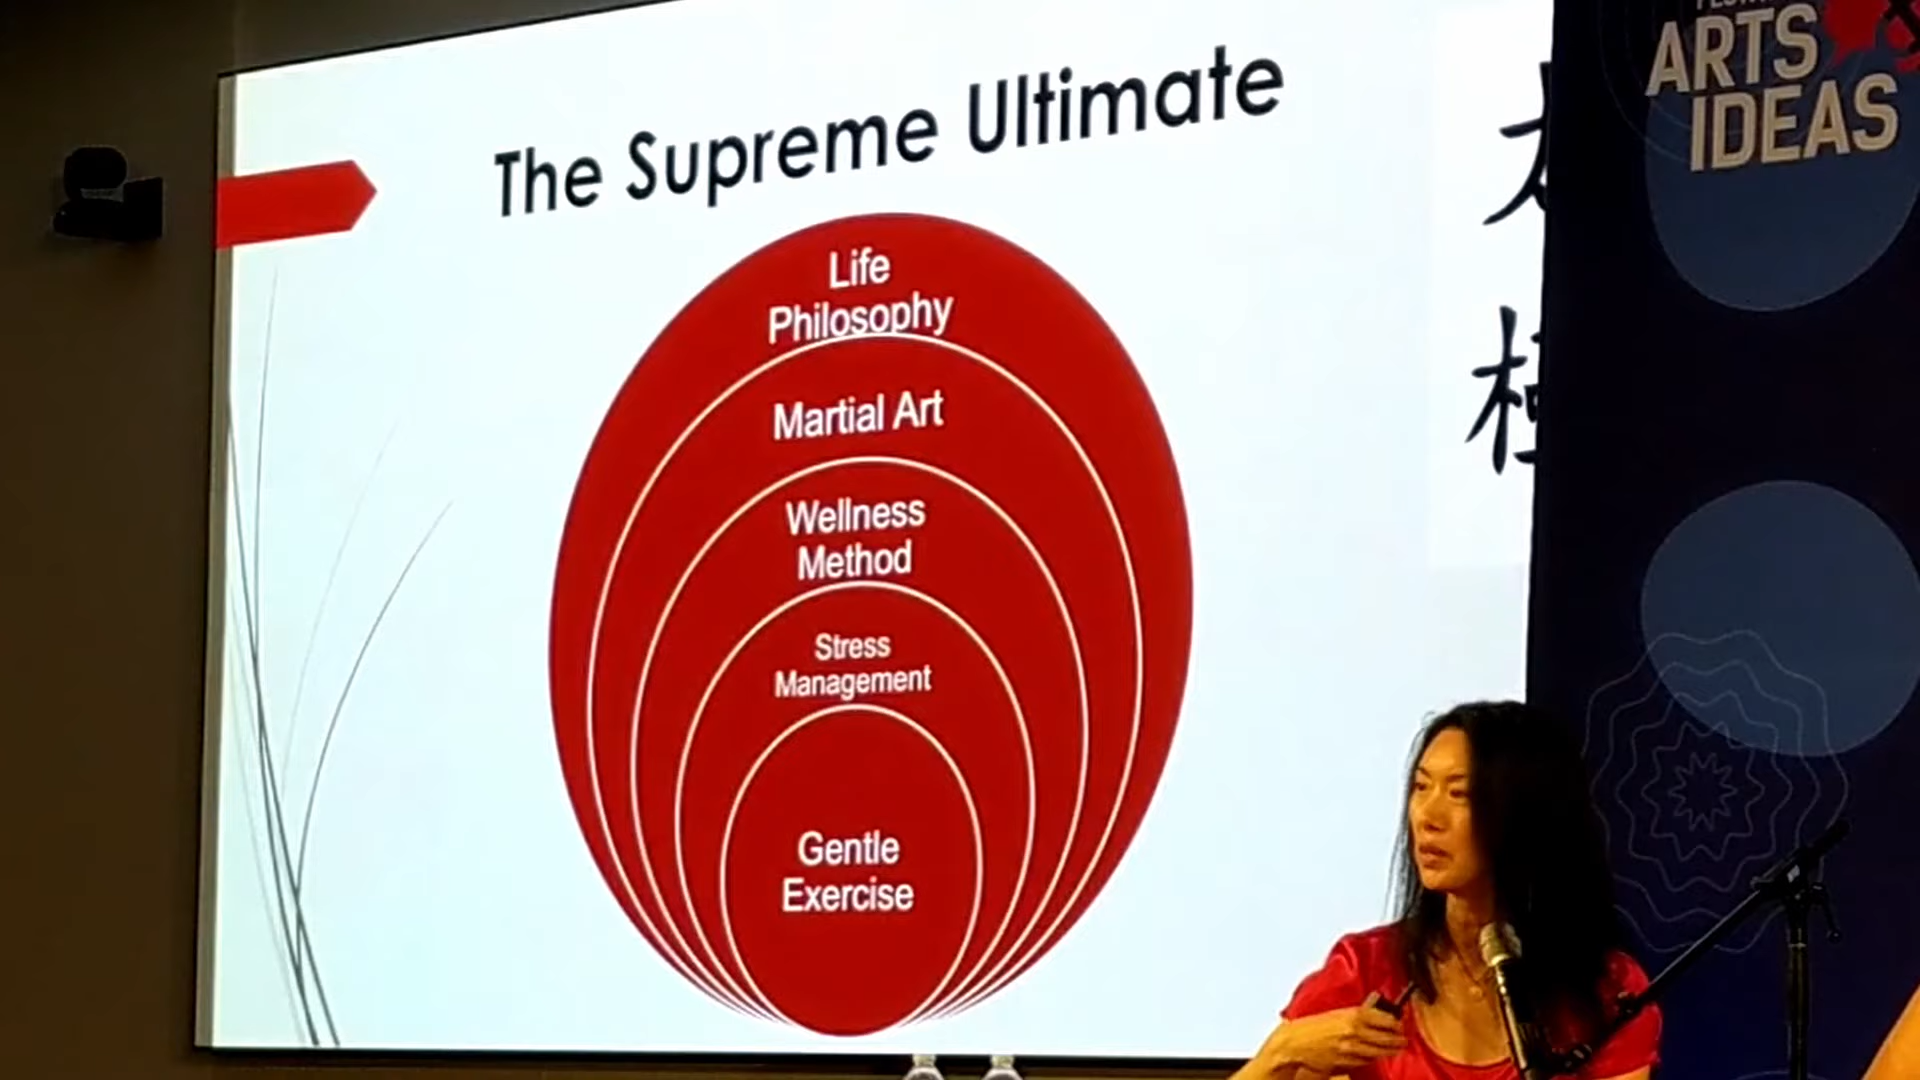 The Supreme Ultimate
Life
Philosophy
Martial Art
Wellness
Method
Stress
Management
Gentle
Exercise
ARTS
IDEAS